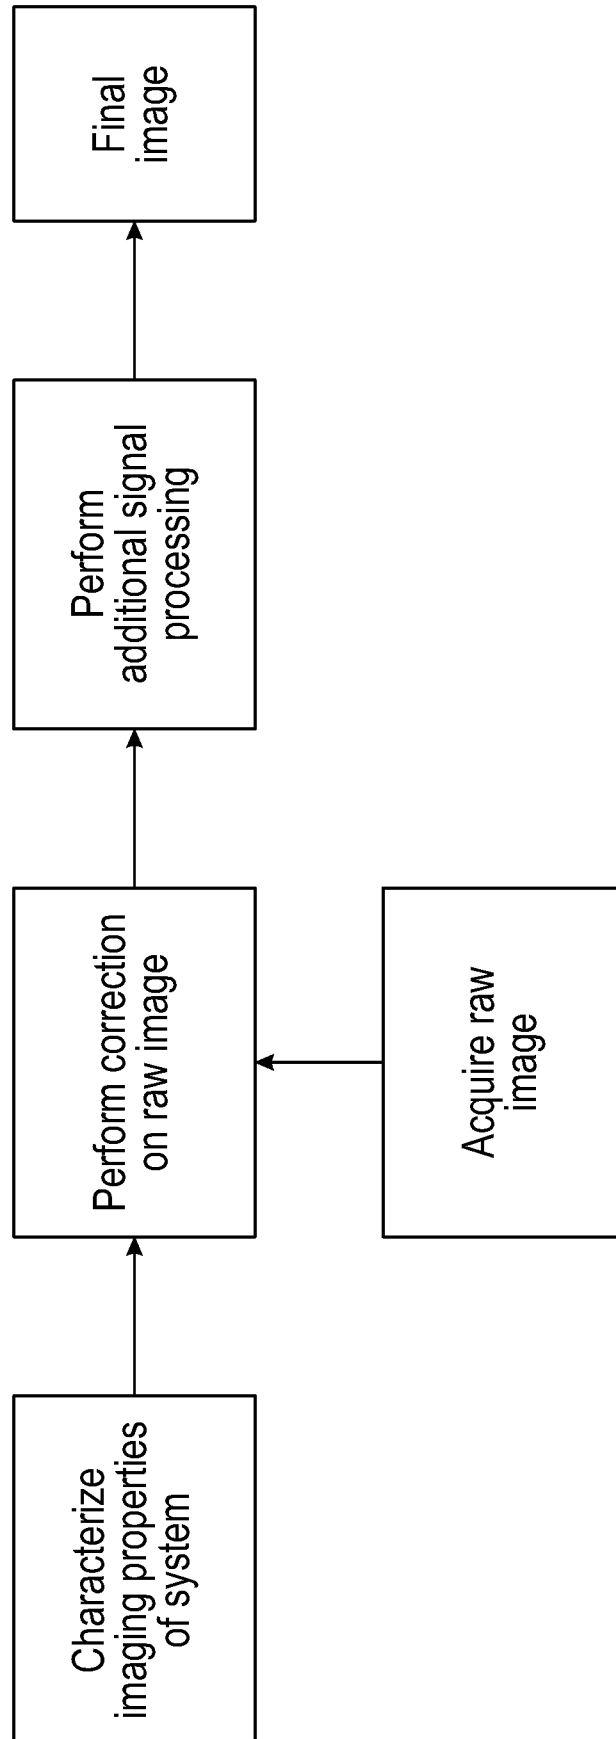 Characterize
imaging properties
of system
Perform correction
on raw image
Acquire raw
image
Perform
additional signal
processing
Final
image